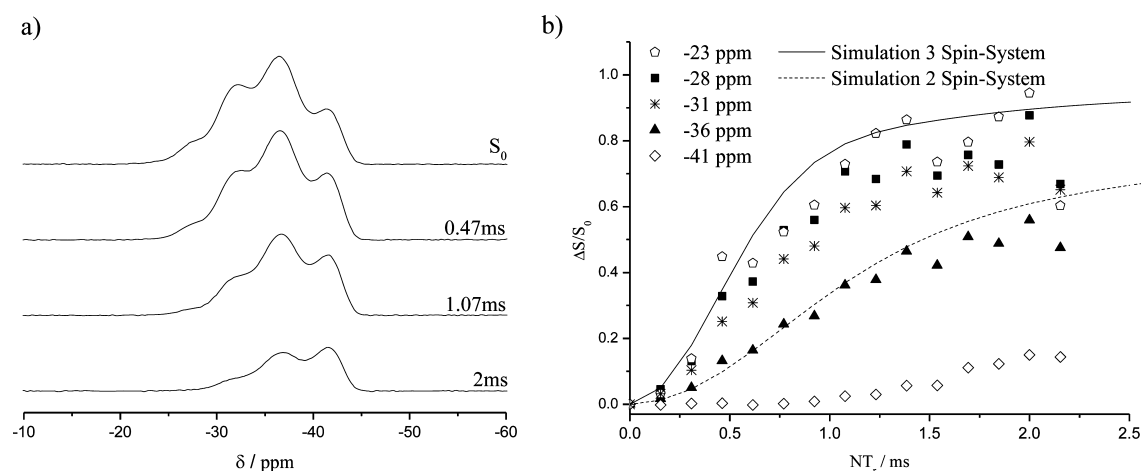 a)
S0
0.47ms
1.07ms
2ms
-10 -20 -30 -40 -50 -60
δ / ppm
b)
-23 ppm
-28 ppm
-31 ppm
-36 ppm
-41 ppm
Simulation 3 Spin-System
Simulation 2 Spin-System
1.0
0.8
0.6
0.4
0.2
0.0
ΔS/S0
0.0 0.5 1.0 1.5 2.0 2.5
/ ms